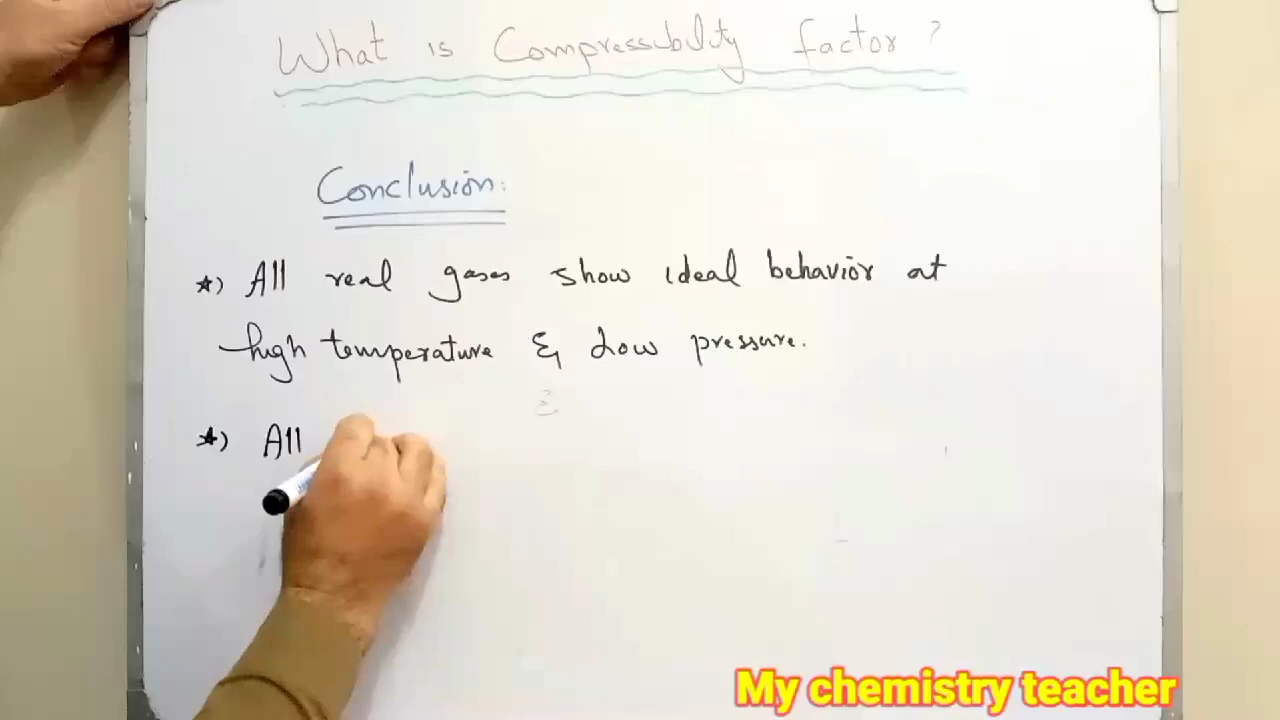 What is Compressibility factor?
Conclusion:
*) All real gases show ideal behavior at
high temperature & Low pressure.
&
*) All
My chemistry teacher